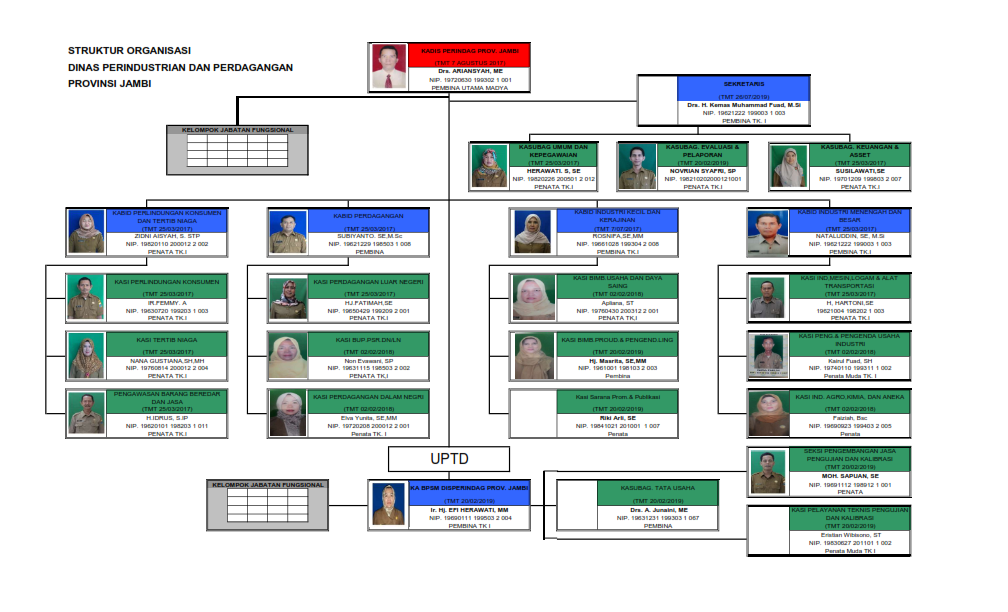 STRUKTUR ORGANISASI
DINAS PERINDUSTRIAN DAN PERDAGANGAN
PROVINSI JAMBI
KADIS PERINDAG PROV. JAMBI
(TMT 7 AGUSTUS 2017)
Drs. ARIANSYAH, ME
NIP. 19720630 199302 1 001
PEMBINA UTAMA MADYA
SEKRETARIS
(TMT 26/07/2019)
Drs. H. Kemas Muhammad Fuad, M.Si
NIP. 19621222 199003 1 003
PEMBINA TK. I
KELOMPOK JABATAN FUNGSIONAL
KASUBAG UMUM DAN
KEPEGAWAIAN
(TMT 25/03/2017)
HERAWATI. S, SE
NIP. 19820226 200501 2 012
PENATA TK.I
KASUBAG. EVALUASI &
PELAPORAN
(TMT 20/02/2019)
NOVRIAN SYAFRI, SP
NIP. 198210202000121001
PENATA TK.I
KASUBAG. KEUANGAN &
ASSET
(TMT 25/03/2017)
SUSILAWATI,SE
NIP. 19701209 199803 2 007
PENATA TK.I
KABID PERLINDUNGAN KONSUMEN
DAN TERTIB NIAGA
(TMT 25/03/2017)
ZIDNI AISYAH, S. STP
NIP. 19820110 200012 2 002
PENATA TK.I
KABID PERDAGANGAN
(TMT 25/03/2017)
SUBIYANTO. SE,M.Sc
NIP. 19621229 198503 1 008
PEMBINA
KABID INDUSTRI KECIL DAN
KERAJINAN
(TMT 7/07/2017)
ROSNIFA,SE,MM
NIP. 19661028 199304 2 008
PEMBINA TK.I
KABID INDUSTRI MENENGAH DAN
BESAR
(TMT 25/03/2017)
NATALUDDIN, SE, M.Si
NIP. 19621222 199003 1 003
PEMBINA TK.I
KASI PERLINDUNGAN KONSUMEN
(TMT 25/03/2017)
IR.FEMMY. A
NIP. 19630720 199203 1 003
PENATA TK.I
KASI PERDAGANGAN LUAR NEGERI
(TMT 25/03/2017)
HJ.FATIMAH,SE
NIP. 19650429 199209 2 001
PENATA TK,I
KASI BIMB.USAHA DAN DAYA
SAING
(TMT 02/02/2018)
Apliana, ST
NIP. 19760430 200312 2 001
PENATA TK.I
KASI IND.MESIN,LOGAM & ALAT
TRANSPORTASI
(TMT 25/03/2017)
H, HARTONI,SE
19621004 198202 1 003
PENATA TK.I
KASI TERTIB NIAGA
(TMT 25/03/2017)
NANA GUSTIANA,SH,MH
NIP. 19760814 200012 2 004
PENATA TK.I
KASI BUP.PSR.DN/LN
(TMT 02/02/2018)
Non Evawani, SP
NIP. 19631115 198503 2 002
PENATA TK,I
KASI BIMB.PROUD.& PENGEND.LING
(TMT 20/02/2019)
Hj. Masrita, SE,MM
NIP. 1961001 198103 2 003
Pembina
KASI PENG & PENGENDA USAHA
INDUSTRI
(TMT 02/02/2018)
Kairul Fuad, SH
NIP. 19740110 199311 1 002
Penata Muda TK. I
PENGAWASAN BARANG BEREDAR
DAN JASA
(TMT 25/03/2017)
H.IDRUS, S.IP
NIP. 19620101 198203 1 011
PENATA TK.I
KASI PERDAGANGAN DALAM NEGRI
(TMT 02/02/2018)
Elva Yunita, SE,MM
NIP. 19720208 200012 2 001
Penata TK. I
Kasi Sarana Prom.& Publikasi
(TMT 20/02/2019)
Riki Arli, SE
NIP. 19841021 201001 1 007
Penata
KASI IND. AGRO,KIMIA, DAN ANEKA
(TMT 02/02/2018)
Faiziah, Bsc
NIP. 19690923 199403 2 005
Penata
UPTD
KELOMPOK JABATAN FUNGSIONAL
KA BPSM DISPERINDAG PROV. JAMBI
(TMT 20/02/2019)
Ir. Hj. EFI HERAWATI, MM
NIP. 19690111 199503 2 004
PEMBINA TK I
KASUBAG. TATA USAHA
(TMT 20/02/2019)
Drs. A. Junaini, ME
NIP. 19631231 199303 1 067
PEMBINA
SEKSI PENGEMBANGAN JASA
PENGUJIAN DAN KALIBRASI
(TMT 20/02/2019)
MOH. SAPUAN, SE
NIP. 19691112 198912 1 001
PENATA
KASI PELAYANAN TEKNIS PENGUJIAN
DAN KALIBRASI
(TMT 20/02/2019)
Eristian Wibisono, ST
NIP. 19830827 201101 1 002
Penata Muda TK I